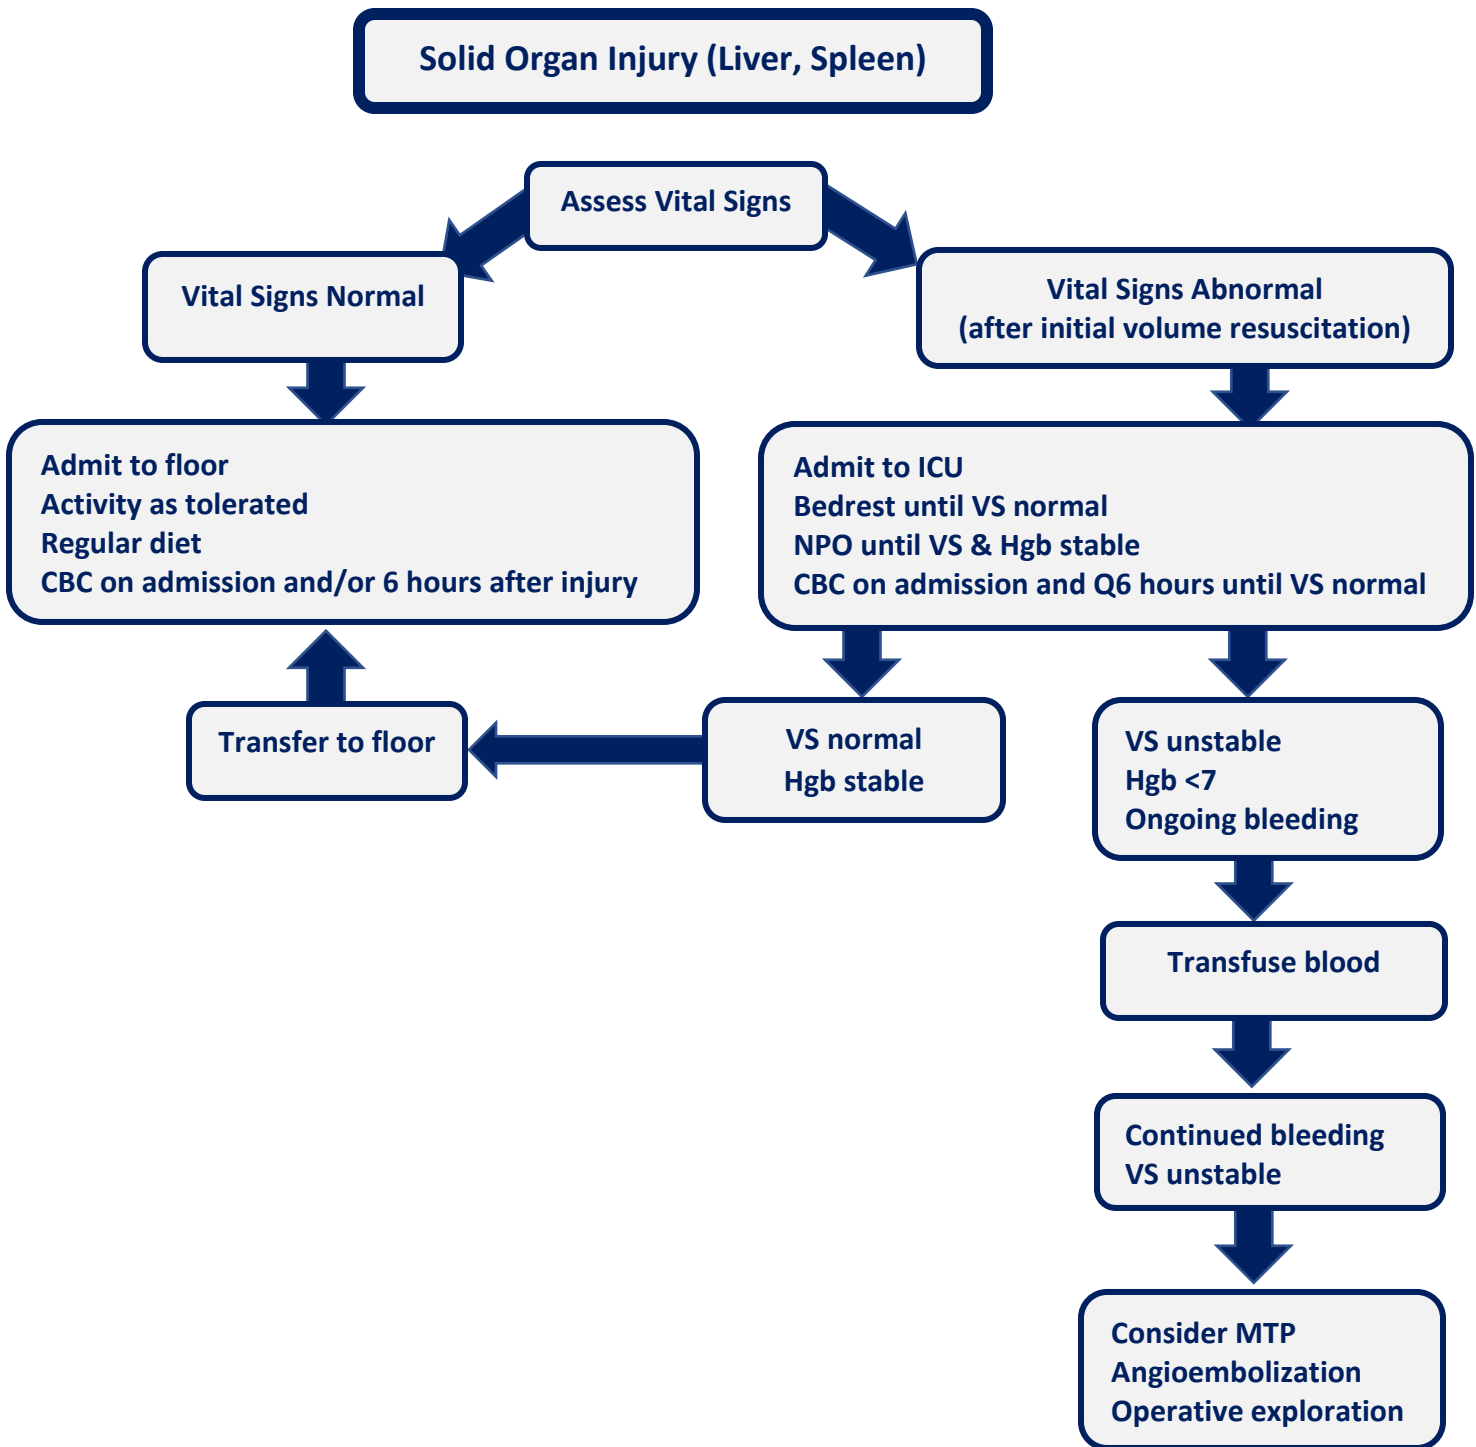 Solid Organ Injury (Liver, Spleen)
Assess Vital Signs
Vital Signs Normal
Vital Signs Abnormal
(after initial volume resuscitation)
Admit to floor
Activity as tolerated
Regular diet
CBC on admission and/or 6 hours after injury
Admit to ICU
Bedrest until VS normal
NPO until VS & Hgb stable
CBC on admission and Q6 hours until VS normal
Transfer to floor
VS normal
Hgb stable
VS unstable
Hgb <7
Ongoing bleeding
Transfuse blood
Continued bleeding
VS unstable
Consider MTP
Angioembolization
Operative exploration